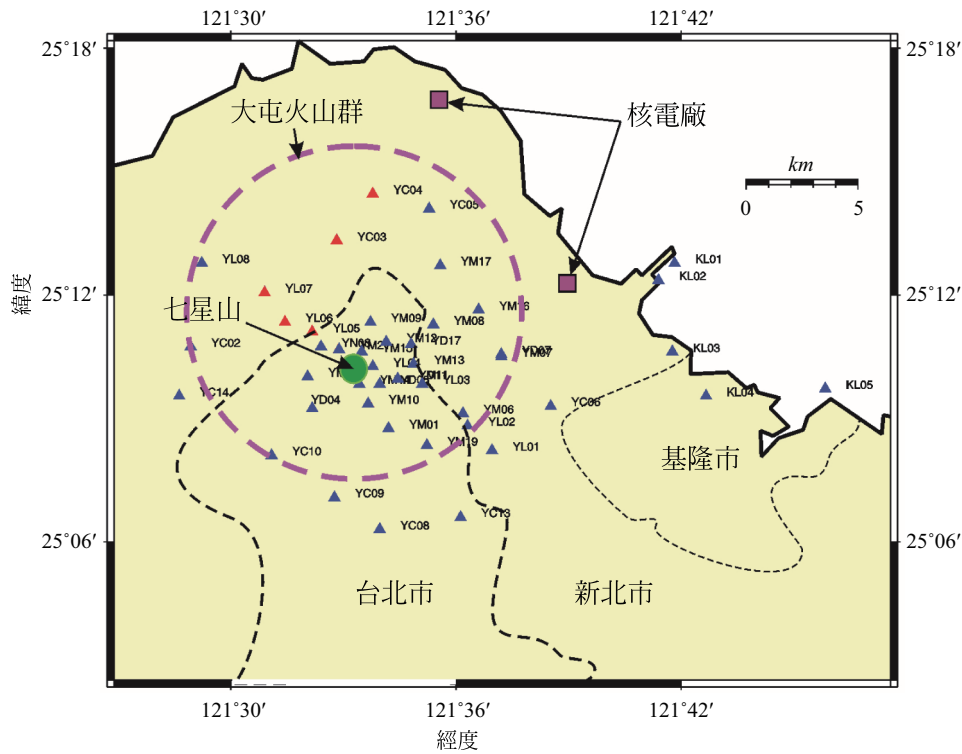 121°30′
121°36′
121°42′
25°18′
25°18′
大屯火山群
核電廠
km
0
5
YC04
YC05
YC03
YL08
YM17
KL01
KL02
YL07
25°12′
25°12′
緯度
七星山
YM16
YL06
YM09
YM08
YL05
YC02
YM12
YD17
KL03
YM13
YL03
YC14
YD04
YM10
YC06
KL04
KL05
YM06
YL02
YM01
YM19
YL01
YC10
基隆市
YC09
YC13
YC08
25°06′
25°06′
台北市
新北市
121°30′
121°36′
121°42′
經度